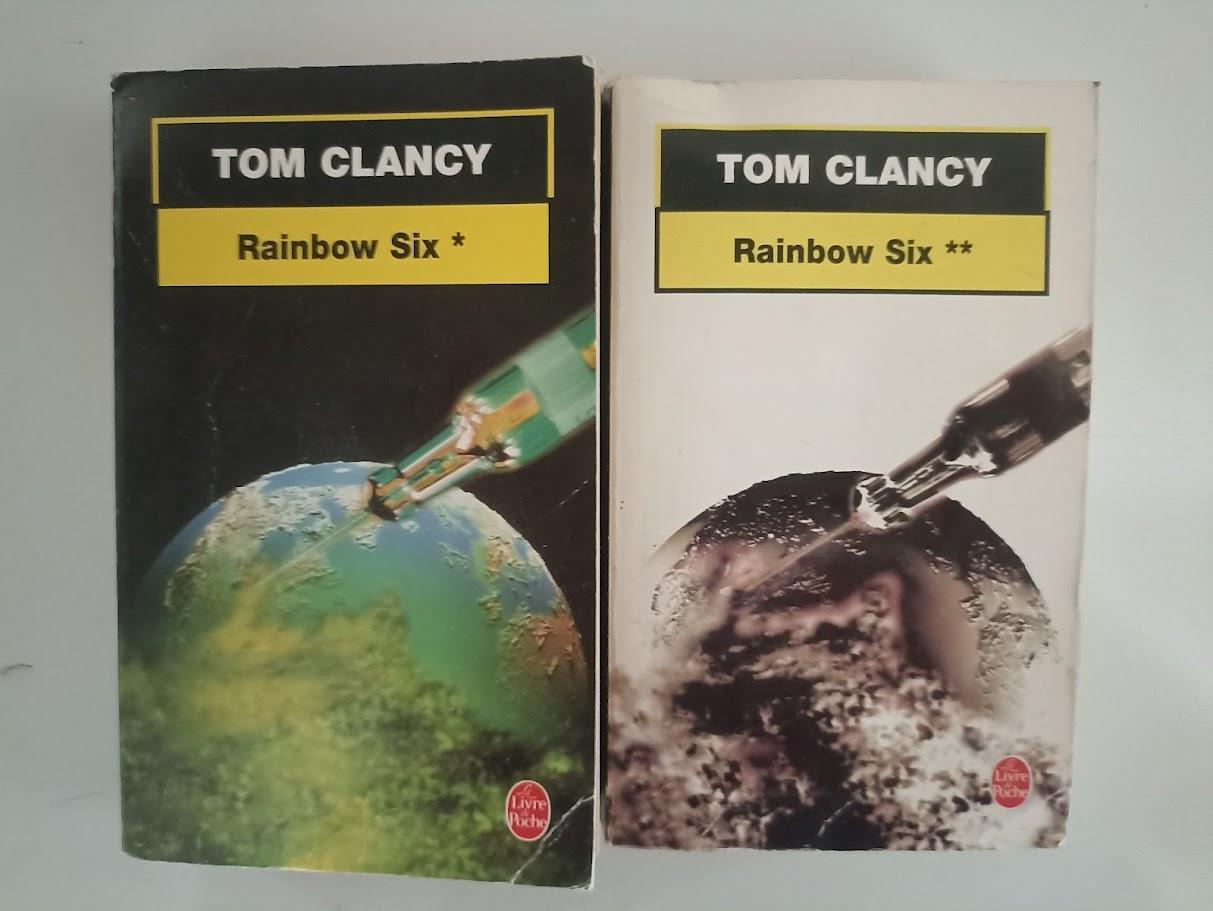 TOM CLANCY
Rainbow Six *
Le
Livre
de
Poche
TOM CLANCY
Rainbow Six **
Le
Livre
de
Poche